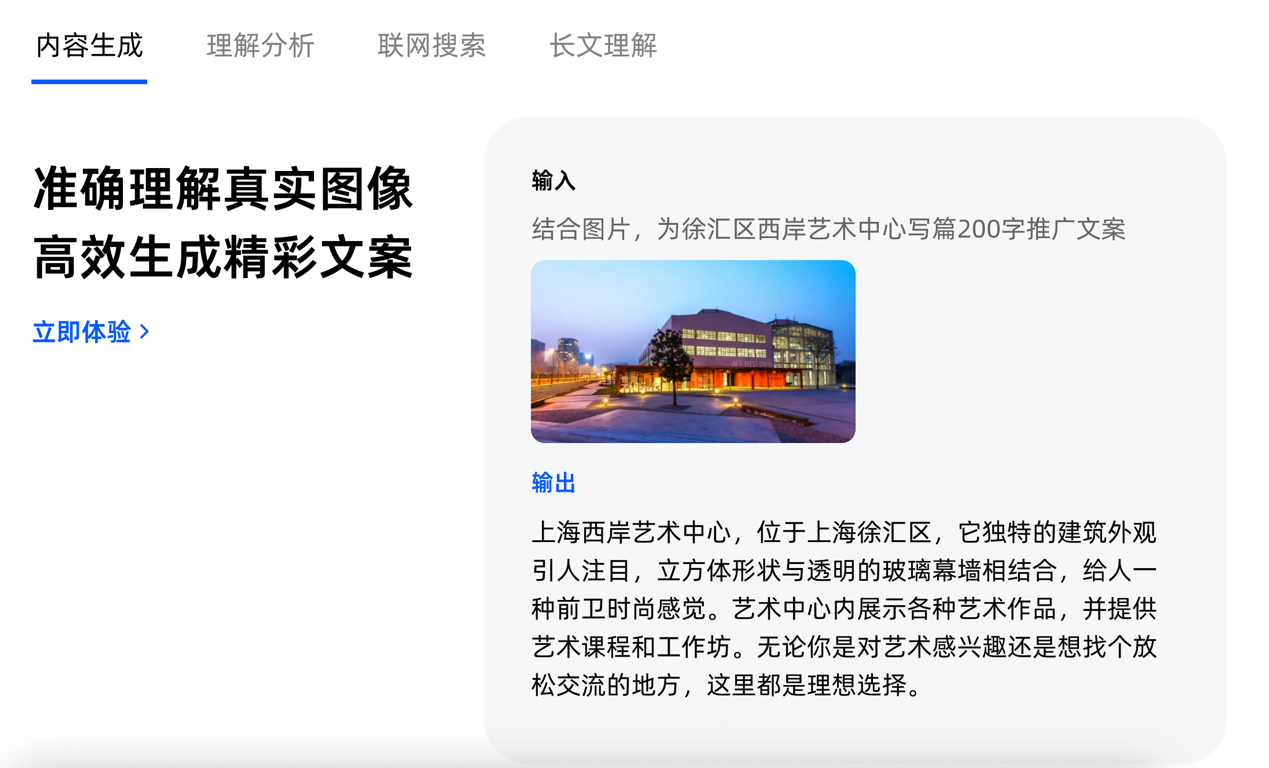 内容生成 理解分析 联网搜索 长文理解
准确理解真实图像
高效生成精彩文案
立即体验 >
输入
结合图片，为徐汇区西岸艺术中心写篇200字推广文案
输出
上海西岸艺术中心，位于上海徐汇区，它独特的建筑外观
引人注目，立方体形状与透明的玻璃幕墙相结合，给人一
种前卫时尚感觉。艺术中心内展示各种艺术作品，并提供
艺术课程和工作坊。无论你是对艺术感兴趣还是想找个放
松交流的地方，这里都是理想选择。